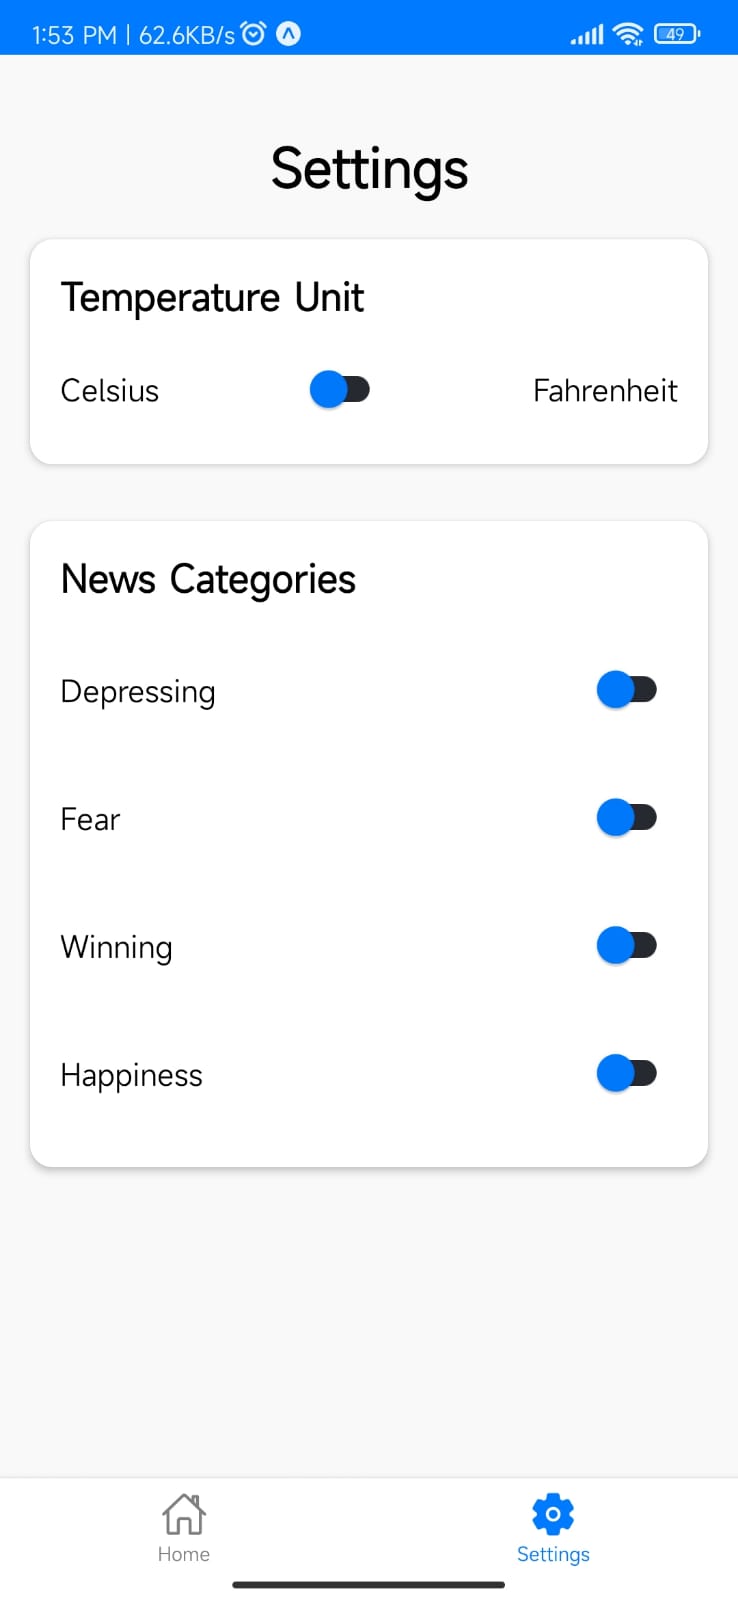 1:53 PM | 62.6KB/s 49
Settings
Temperature Unit
Celsius Fahrenheit
News Categories
Depressing
Fear
Winning
Happiness
Home Settings